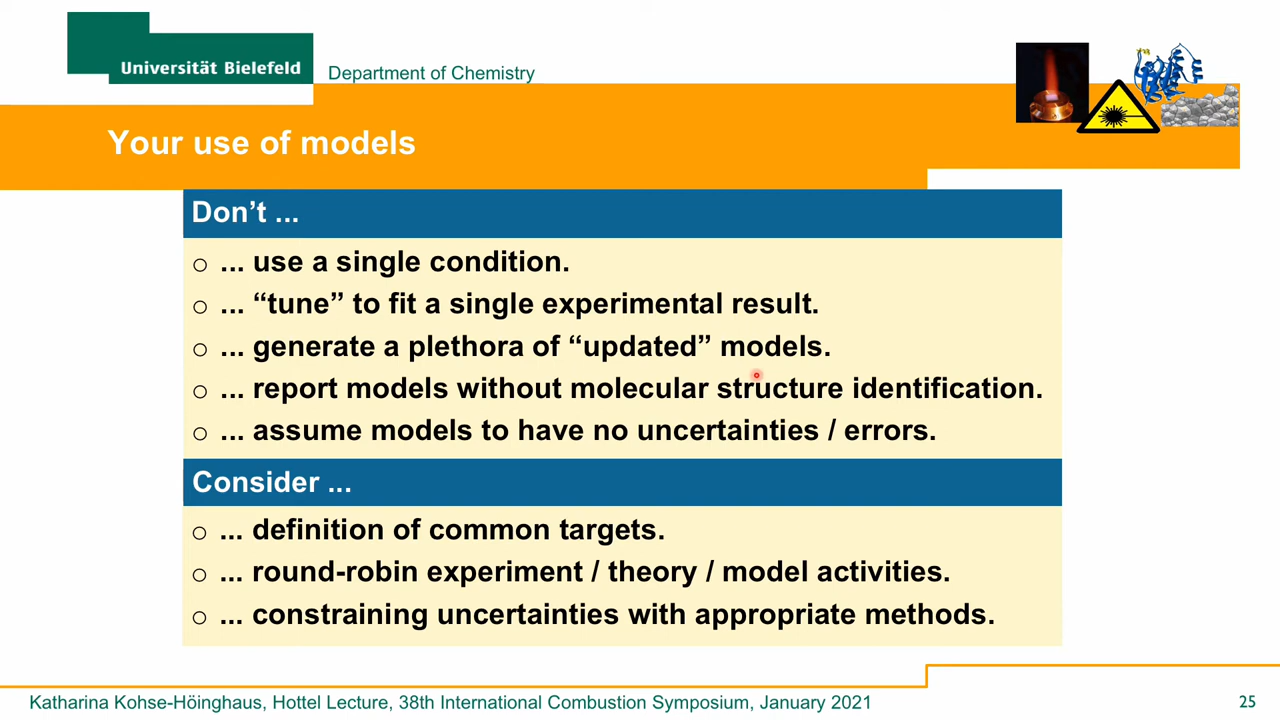 Universität Bielefeld
Department of Chemistry
Your use of models
Don’t ...
o ... use a single condition.
o ... “tune” to fit a single experimental result.
o ... generate a plethora of “updated” models.
o ... report models without molecular structure identification.
o ... assume models to have no uncertainties / errors.
Consider ...
o ... definition of common targets.
o ... round-robin experiment / theory / model activities.
o ... constraining uncertainties with appropriate methods.
Katharina Kohse-Höinghaus, Hottel Lecture, 38th International Combustion Symposium, January 2021
25